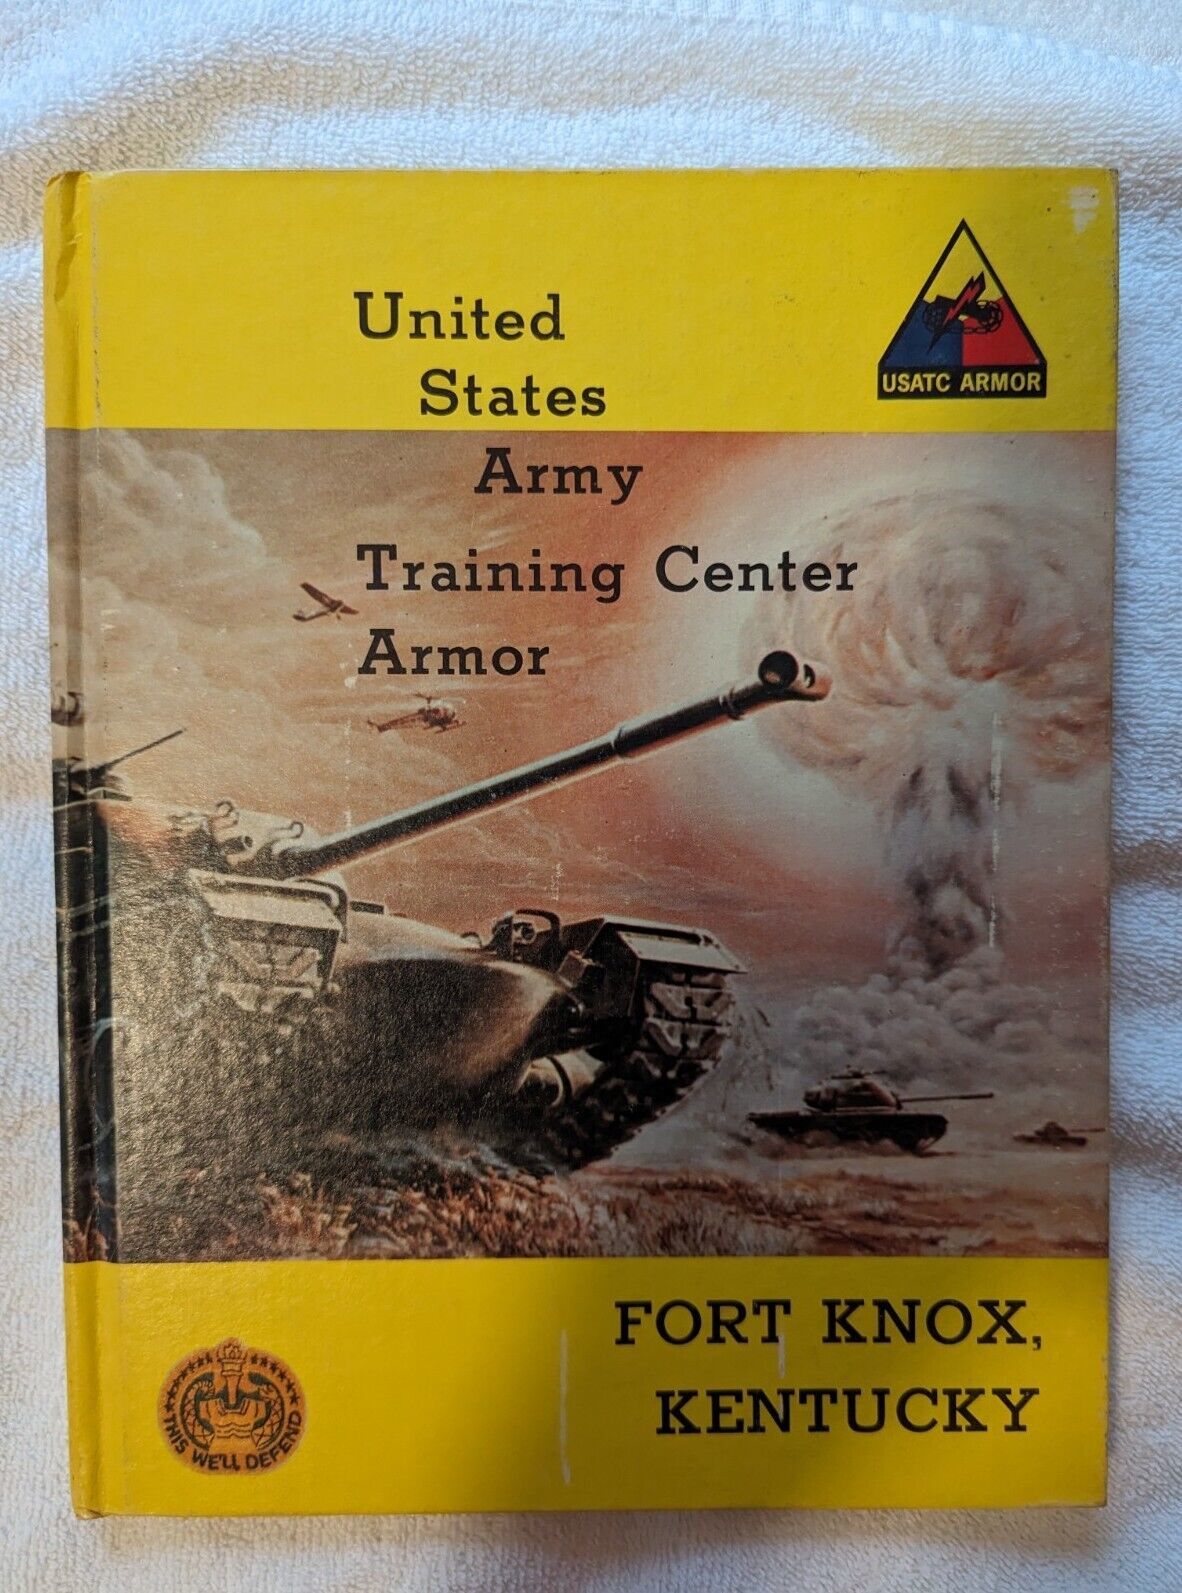 United
States
Army
Training Center
Armor
USATC ARMOR
FORT KNOX,
KENTUCKY
THIS WE'LL DEFEND